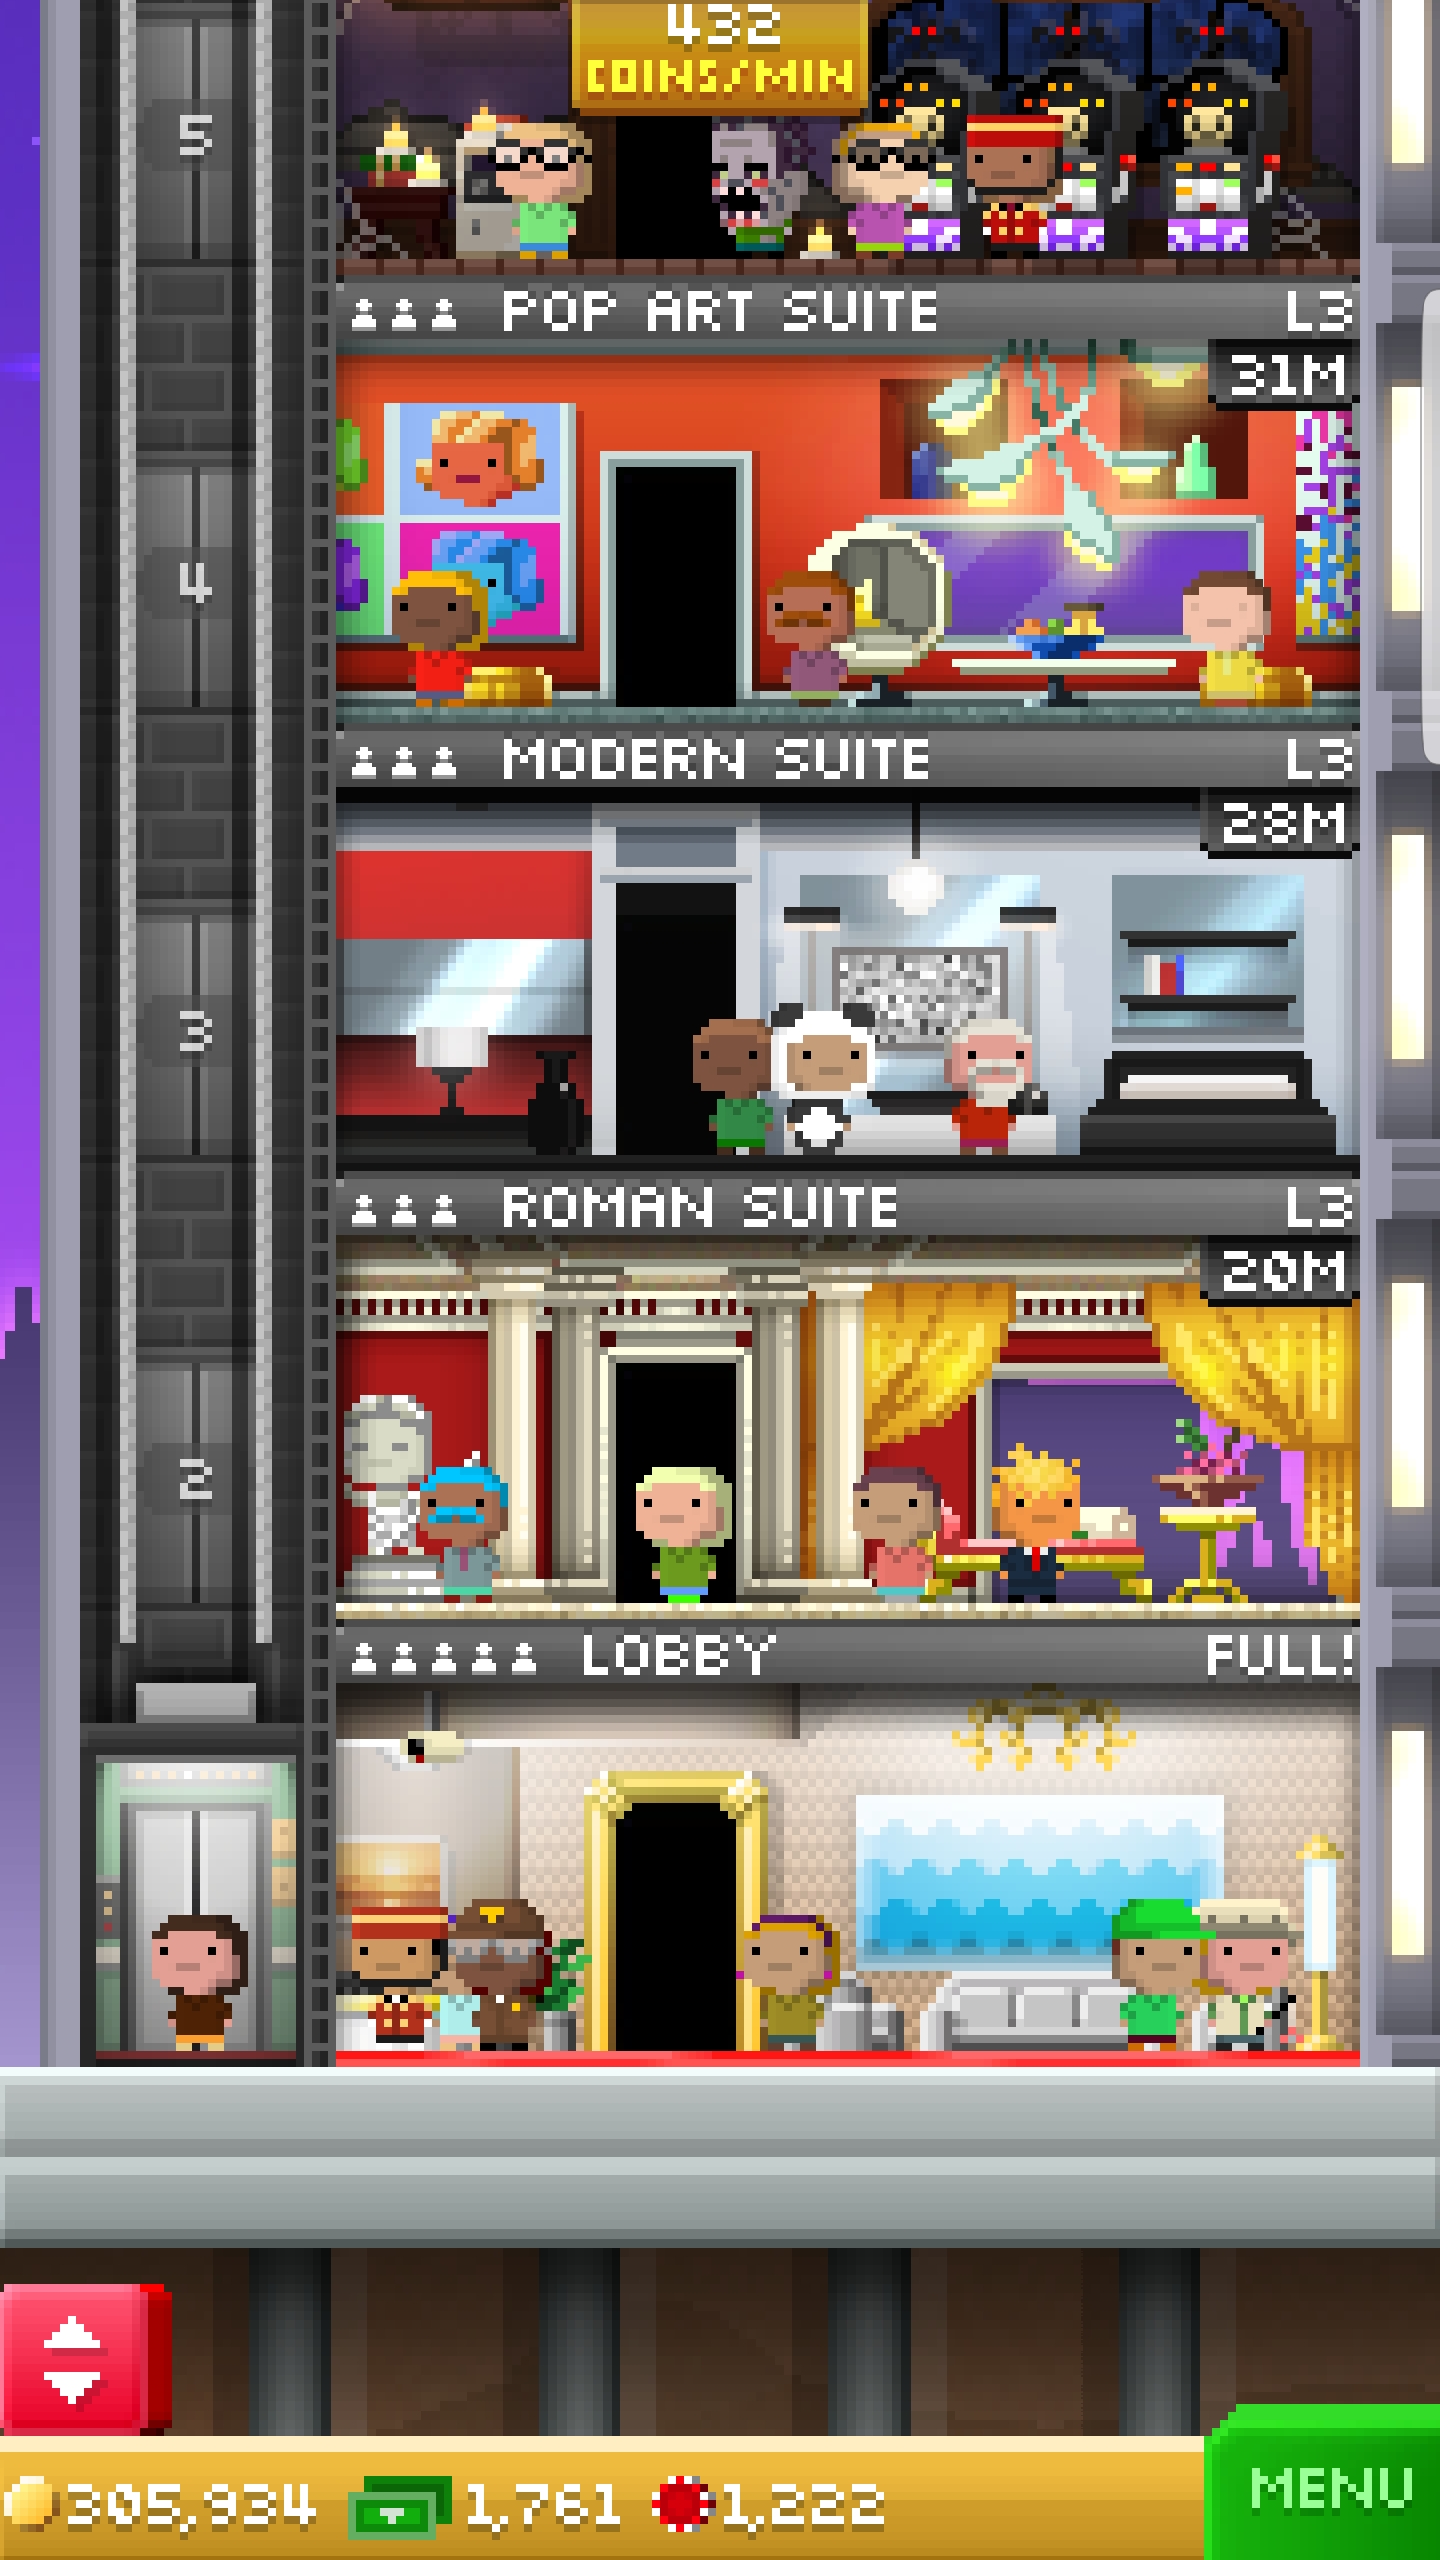 432
COINS/MIN
5
POP ART SUITE L3
31M
4
MODERN SUITE L3
28M
3
ROMAN SUITE L3
20M
2
LOBBY FULL!
305,934 1,761 1,222
MENU